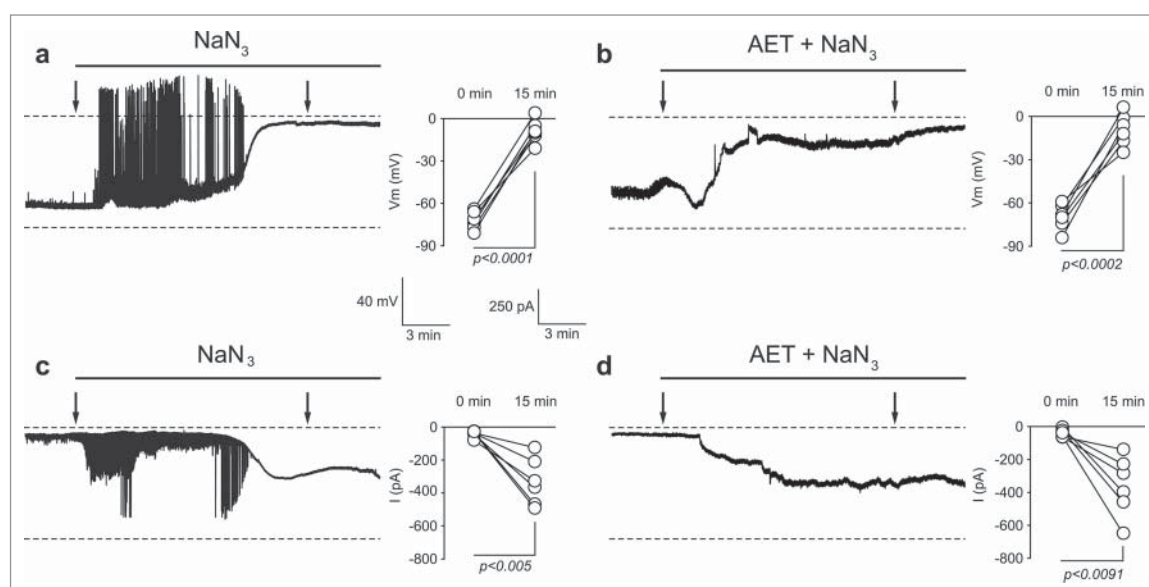 a
NaN3
0 min 15 min
0
-30
-60
-90
Vm (mV)
p<0.0001
b
AET + NaN3
0 min 15 min
0
-30
-60
-90
Vm (mV)
p<0.0002
40 mV
3 min
250 pA
3 min
c
NaN3
0 min 15 min
0
-200
-400
-600
-800
I (pA)
p<0.005
d
AET + NaN3
0 min 15 min
0
-200
-400
-600
-800
I (pA)
p<0.0091